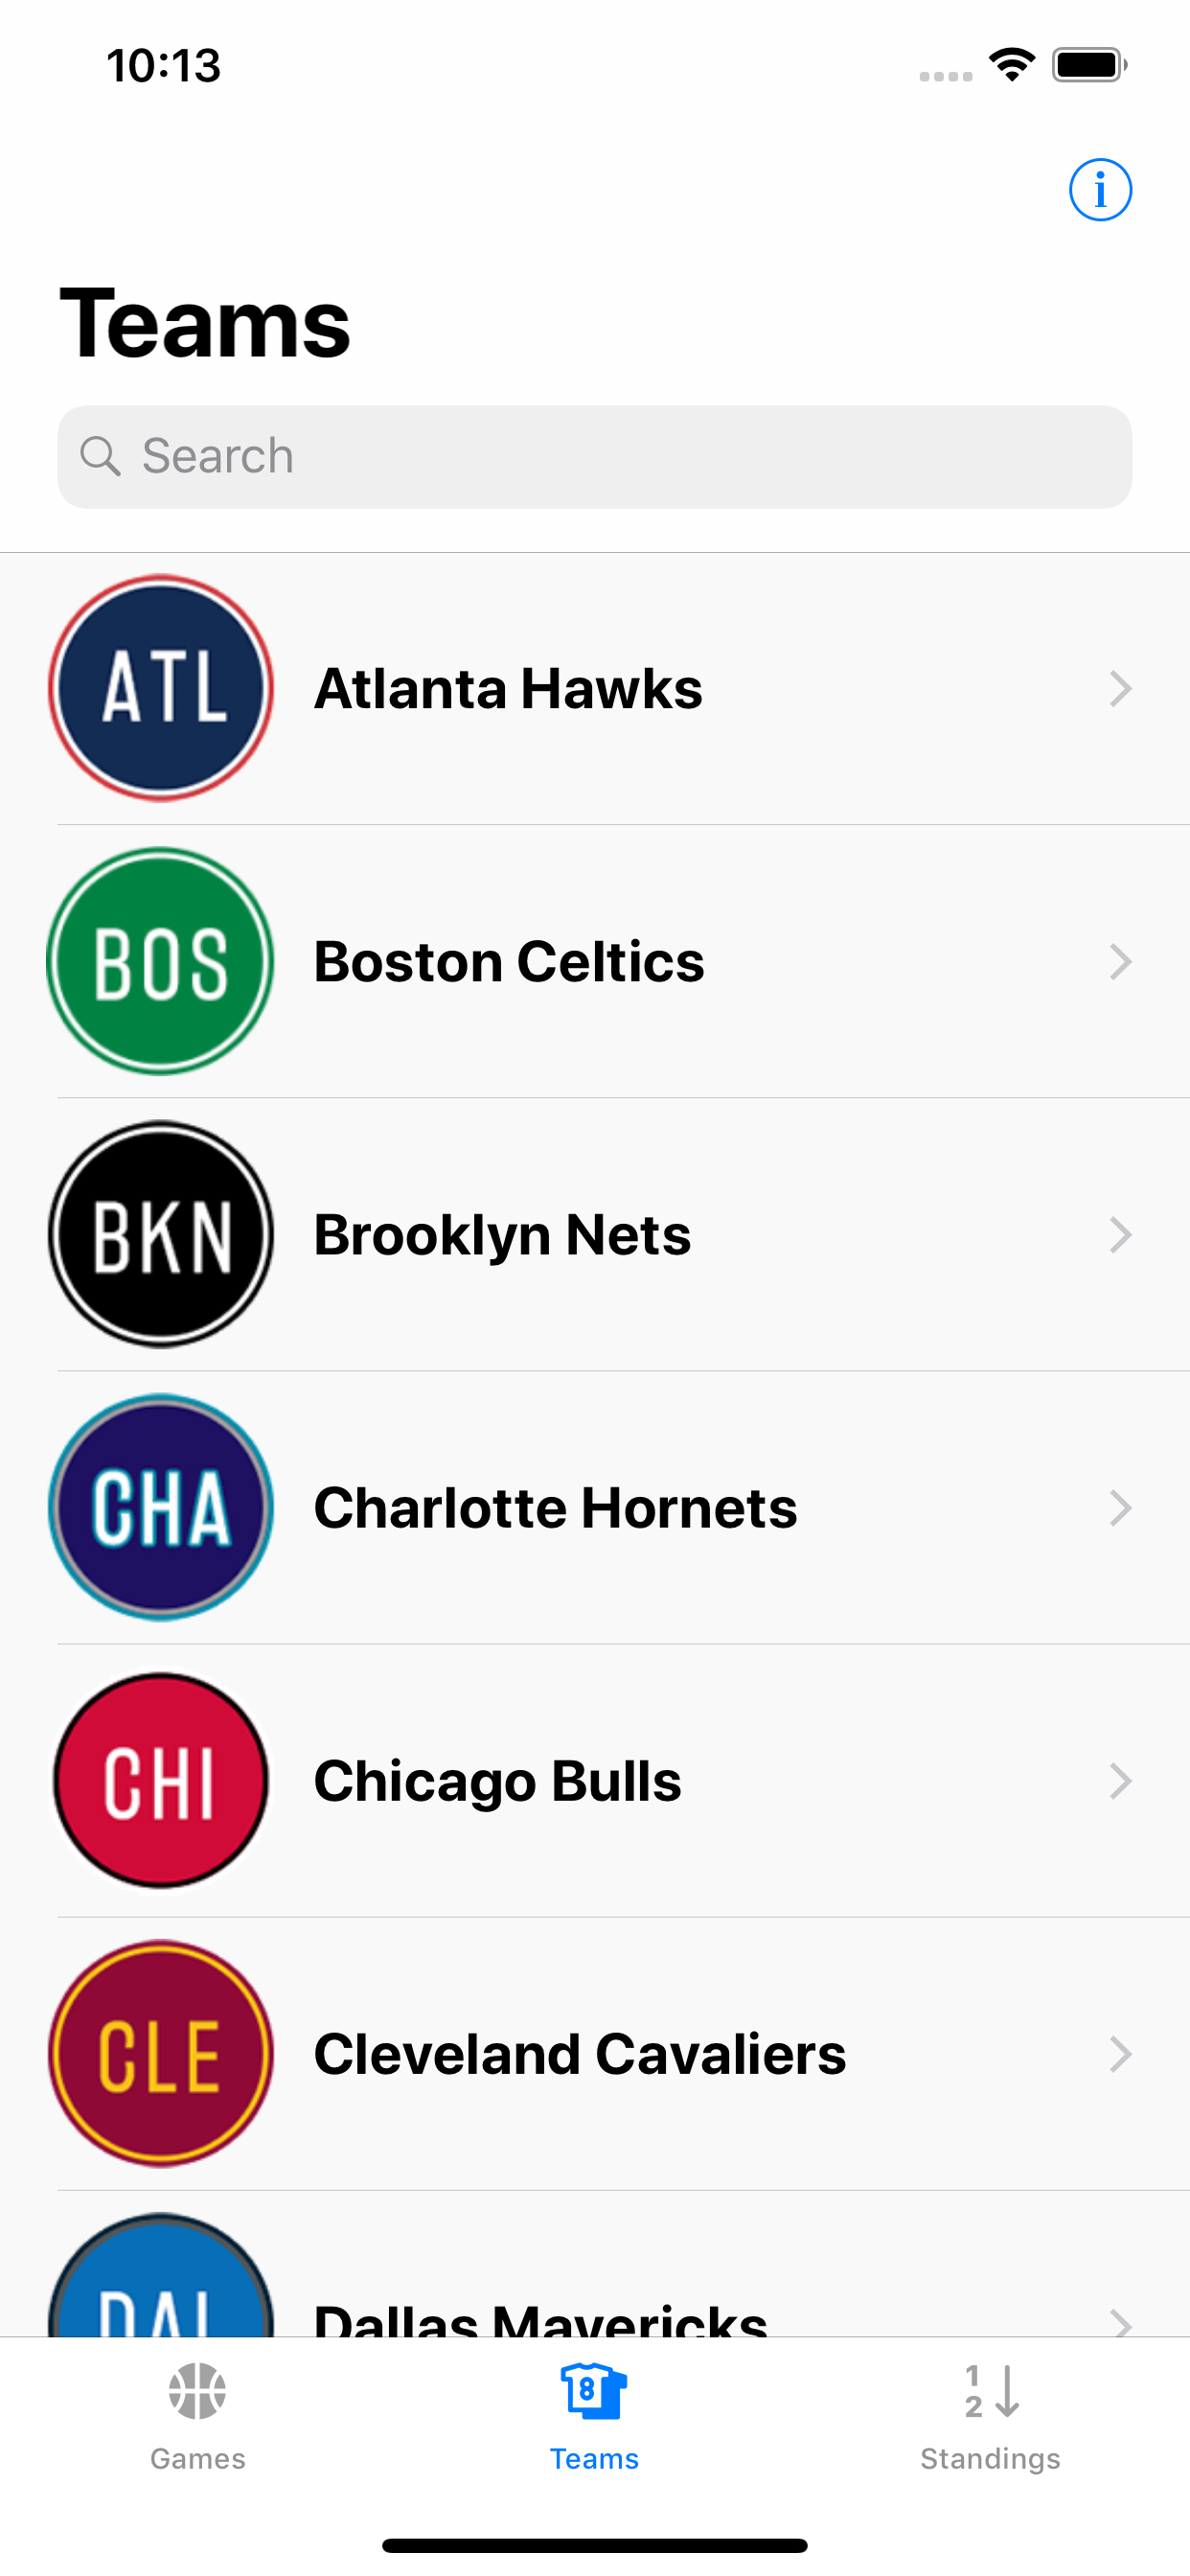 10:13
Teams
Search
ATL Atlanta Hawks
BOS Boston Celtics
BKN Brooklyn Nets
CHA Charlotte Hornets
CHI Chicago Bulls
CLE Cleveland Cavaliers
DAL Dallas Mavericks
8
1
2
Games Teams Standings